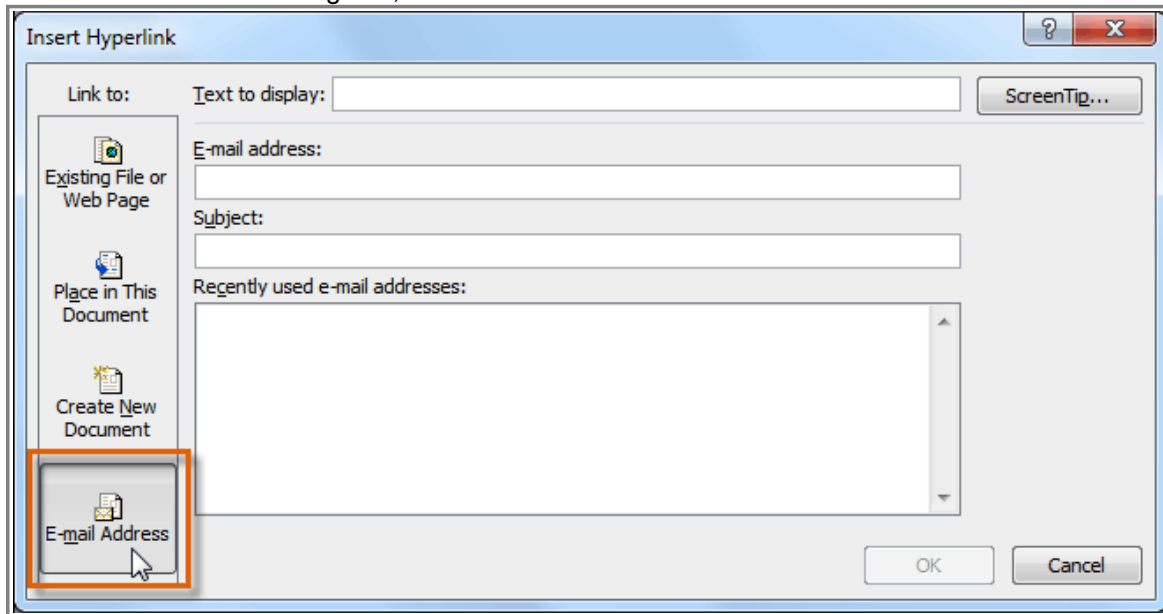 Insert Hyperlink
?
X
Link to:
Text to display:
ScreenTip...
Existing File or
Web Page
E-mail address:
Subject:
Place in This
Document
Recently used e-mail addresses:
Create New
Document
E-mail Address
OK
Cancel